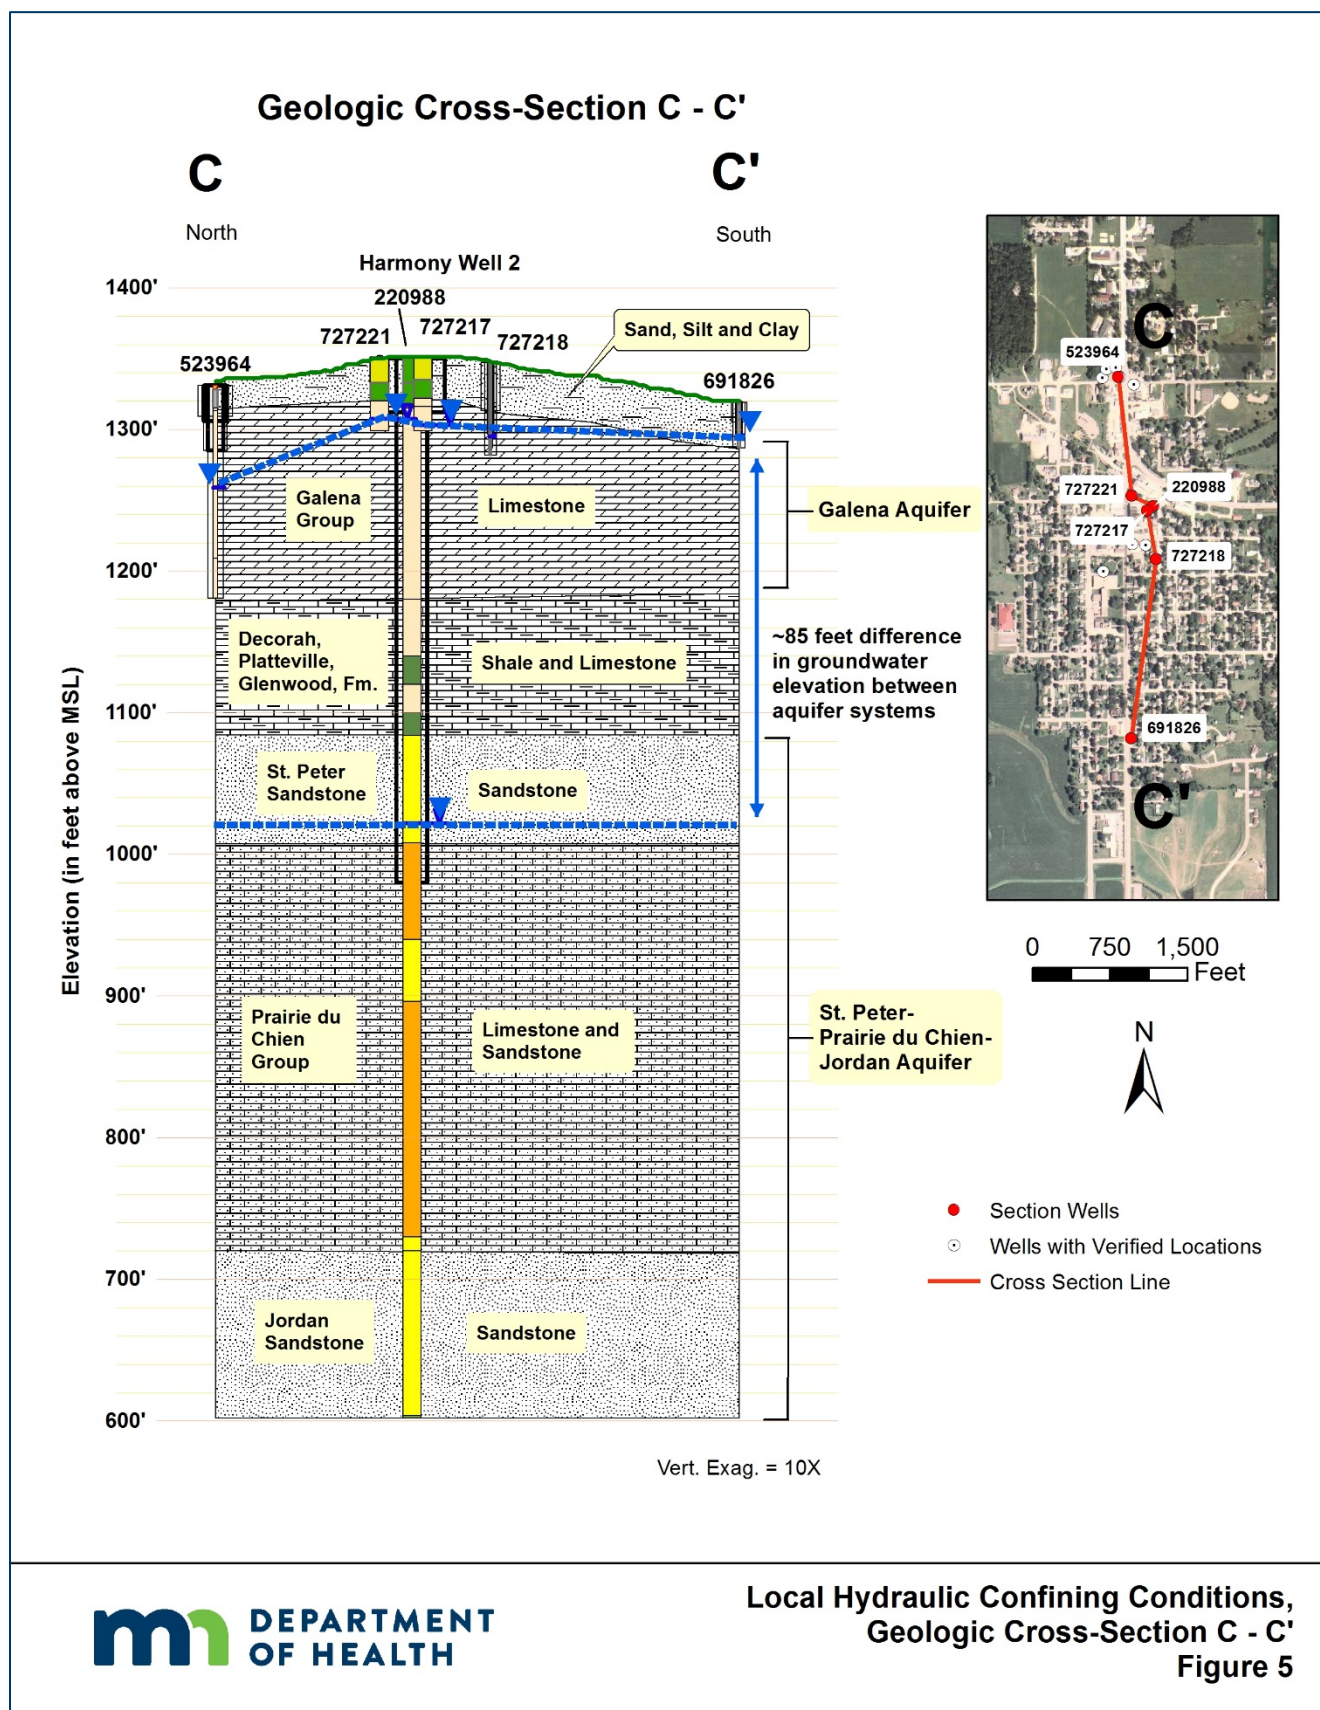 Geologic Cross-Section C - C'
C
C'
North
South
Harmony Well 2
220988
727221
727217
727218
523964
691826
Sand, Silt and Clay
1400'
1300'
1200'
1100'
1000'
900'
800'
700'
600'
Elevation (in feet above MSL)
Galena
Group
Limestone
Galena Aquifer
Decorah,
Platteville,
Glenwood, Fm.
Shale and Limestone
~85 feet difference
in groundwater
elevation between
aquifer systems
St. Peter
Sandstone
Sandstone
Prairie du
Chien
Group
Limestone and
Sandstone
St. Peter-
Prairie du Chien-
Jordan Aquifer
Jordan
Sandstone
Sandstone
Vert. Exag. = 10X
C
523964
727221
220988
727217
727218
691826
C'
0 750 1,500
Feet
N
Section Wells
Wells with Verified Locations
Cross Section Line
mn DEPARTMENT
OF HEALTH
Local Hydraulic Confining Conditions,
Geologic Cross-Section C - C'
Figure 5